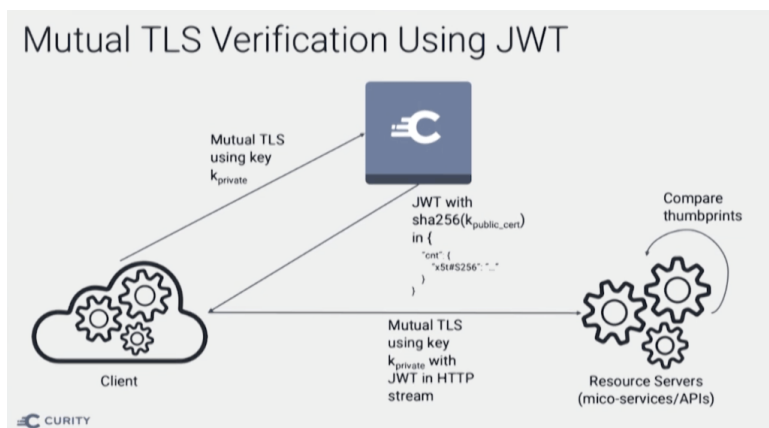 Mutual TLS Verification Using JWT
Mutual TLS
using key
kprivate
JWT with
sha256(kpublic_cert)
in {
"cnt": {
"x5t#S256": "..."
}
}
Compare
thumbprints
Mutual TLS
using key
kprivate with
JWT in HTTP
stream
Client
Resource Servers
(mico-services/APIs)
CURITY